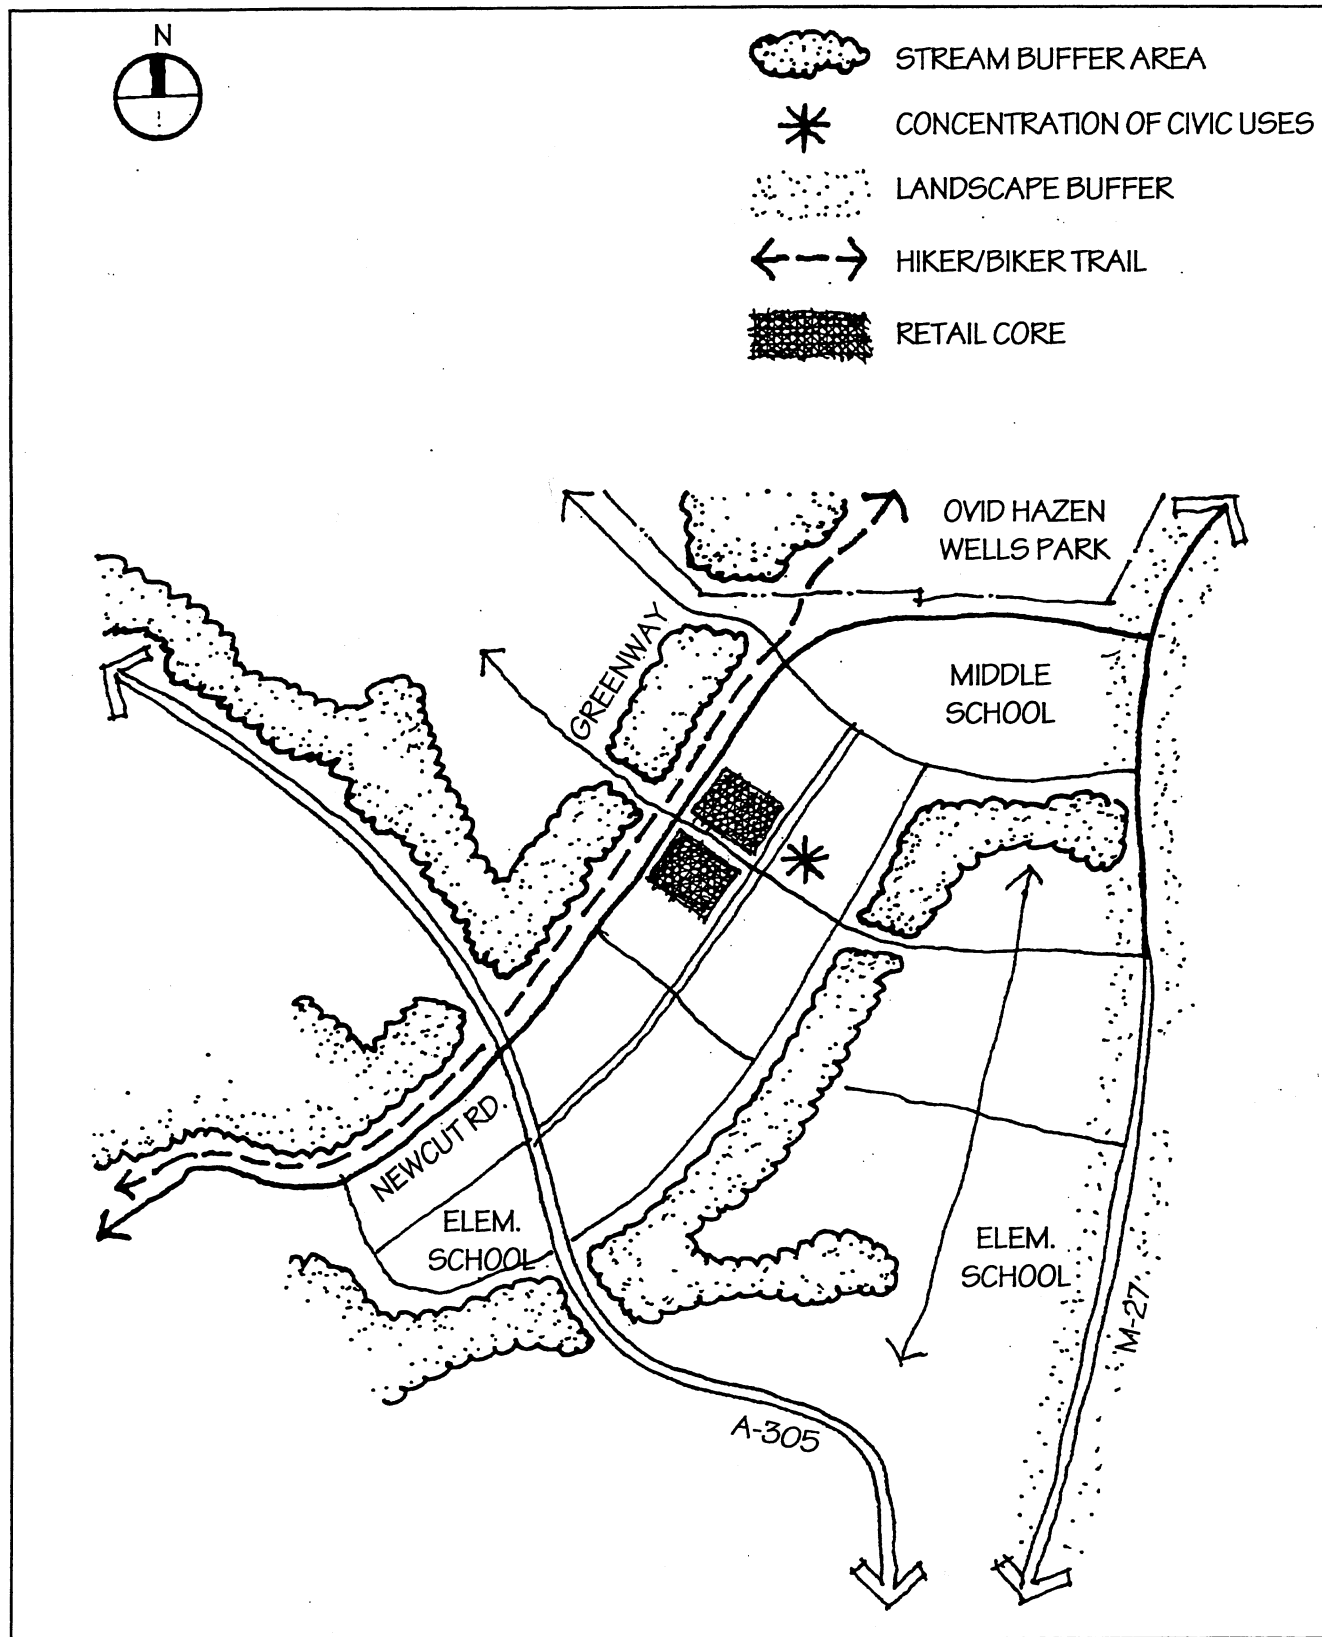 N
STREAM BUFFER AREA
CONCENTRATION OF CIVIC USES
LANDSCAPE BUFFER
HIKER/BIKER TRAIL
RETAIL CORE
OVID HAZEN
WELLS PARK
GREENWAY
MIDDLE
SCHOOL
NEWCUT RD.
ELEM.
SCHOOL
ELEM.
SCHOOL
M-27
A-305